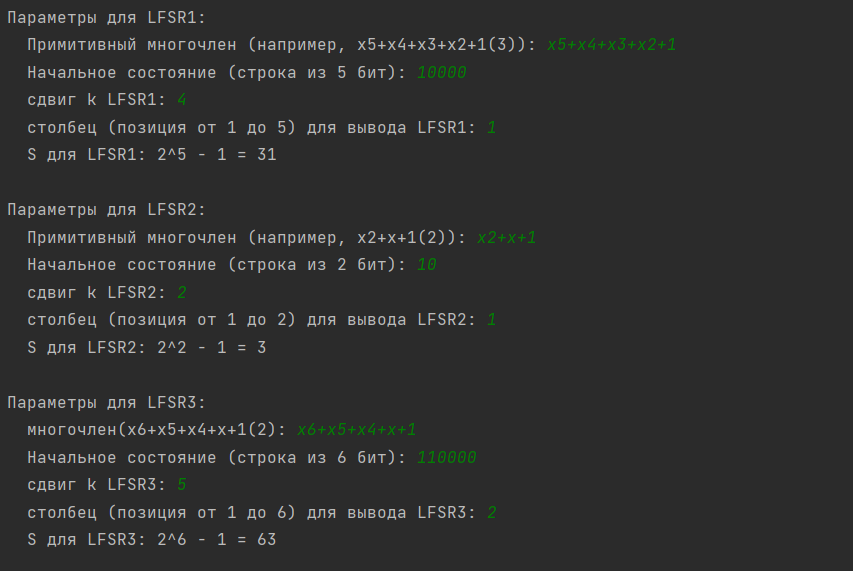 Параметры для LFSR1:
Примитивный многочлен (например, x5+x4+x3+x2+1(3)): x5+x4+x3+x2+1
Начальное состояние (строка из 5 бит): 10000
сдвиг k LFSR1: 4
столбец (позиция от 1 до 5) для вывода LFSR1: 1
S для LFSR1: 2^5 - 1 = 31
Параметры для LFSR2:
Примитивный многочлен (например, x2+x+1(2)): x2+x+1
Начальное состояние (строка из 2 бит): 10
сдвиг k LFSR2: 2
столбец (позиция от 1 до 2) для вывода LFSR2: 1
S для LFSR2: 2^2 - 1 = 3
Параметры для LFSR3:
многочлен(x6+x5+x4+x+1(2): x6+x5+x4+x+1
Начальное состояние (строка из 6 бит): 110000
сдвиг k LFSR3: 5
столбец (позиция от 1 до 6) для вывода LFSR3: 2
S для LFSR3: 2^6 - 1 = 63